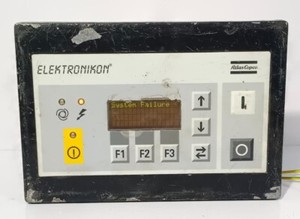 ELEKTRONIKON®
Atlas Copco
System Failure
F1 F2 F3